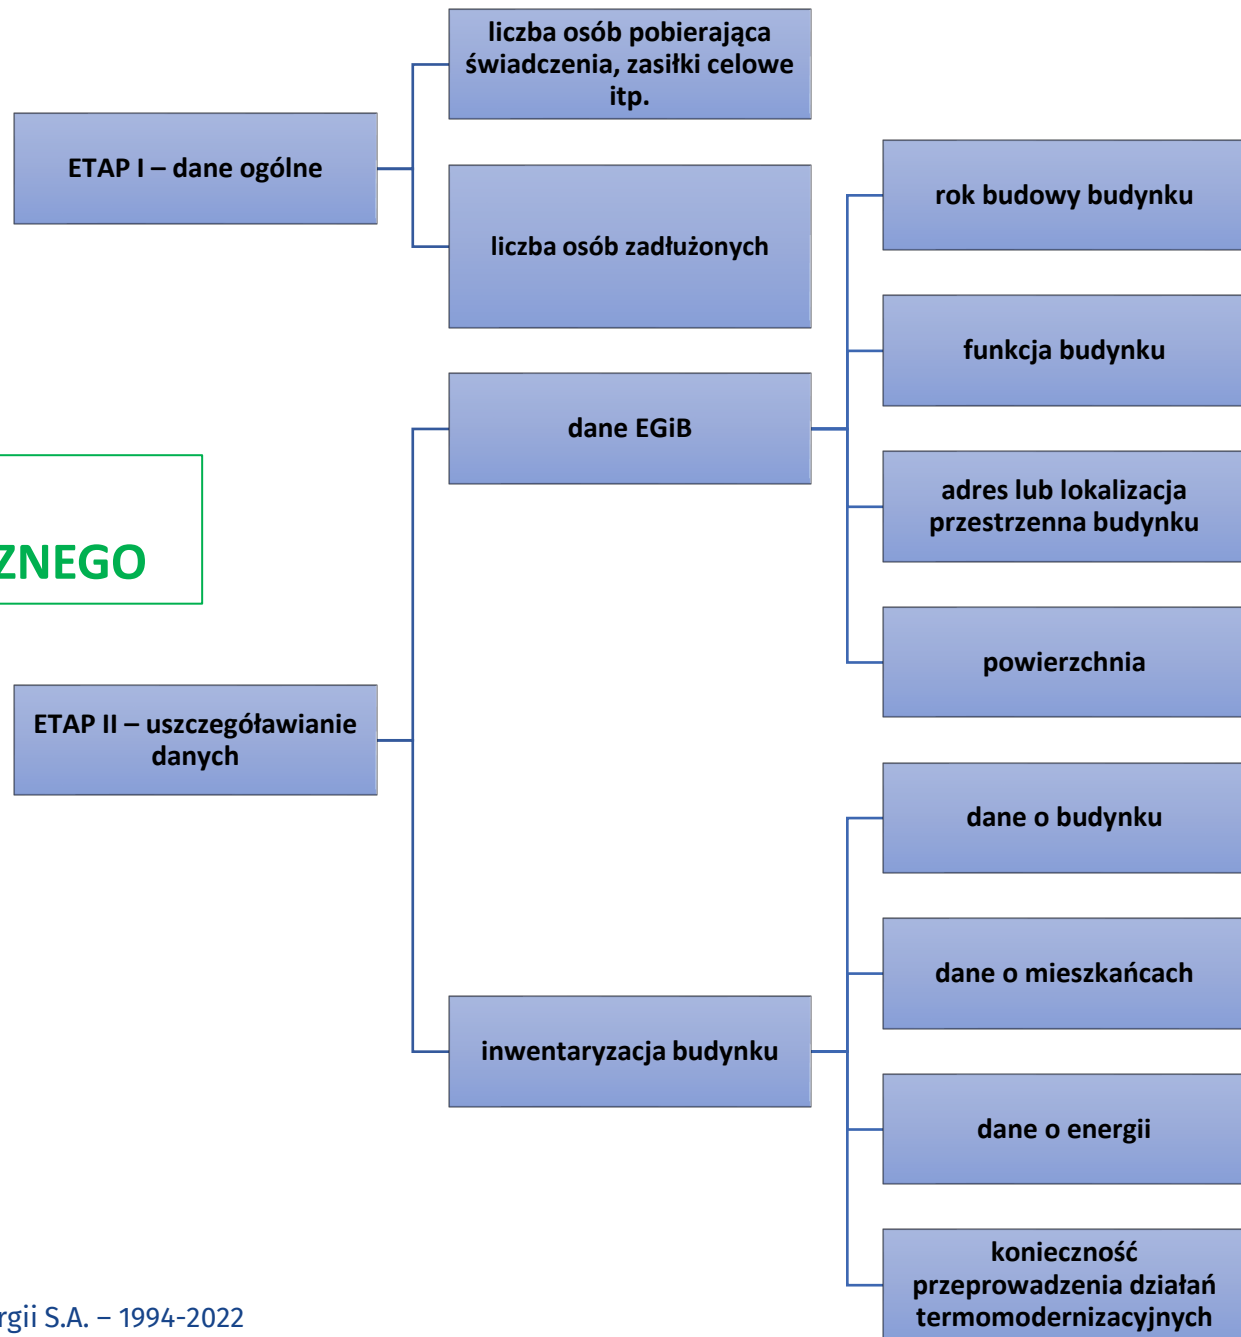 liczba osób pobierająca
świadczenia, zasiłki celowe
itp.
ETAP I – dane ogólne
liczba osób zadłużonych
rok budowy budynku
funkcja budynku
dane EGiB
adres lub lokalizacja
przestrzenna budynku
ZNEGO
powierzchnia
ETAP II – uszczegóławianie
danych
dane o budynku
dane o mieszkańcach
inwentaryzacja budynku
dane o energii
konieczność
przeprowadzenia działań
termomodernizacyjnych
rgii S.A. – 1994-2022